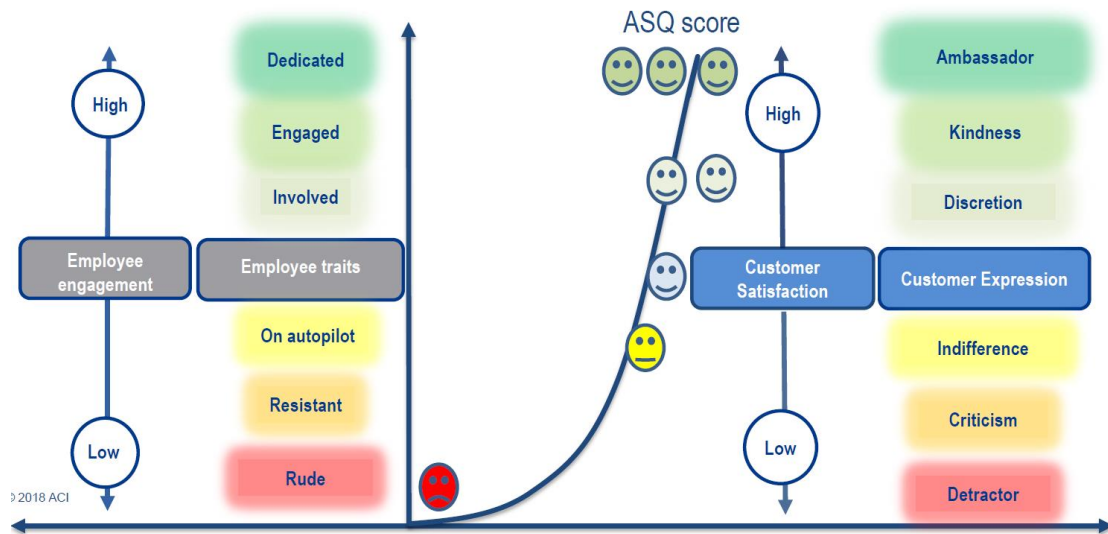 ASQ score
High
Dedicated
Engaged
Involved
Employee
engagement
Employee traits
On autopilot
Resistant
Rude
Low
© 2018 ACI
High
Ambassador
Kindness
Discretion
Customer
Satisfaction
Customer Expression
Indifference
Criticism
Detractor
Low